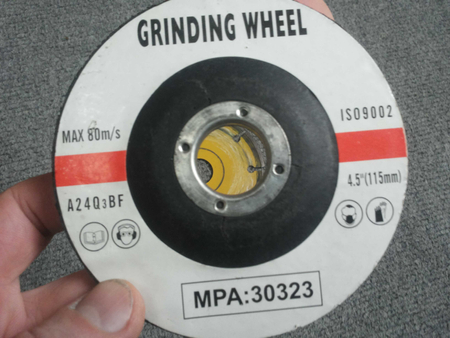 GRINDING WHEEL
MAX 80m/s
ISO9002
A24Q3BF
4.5"(115mm)
MPA:30323